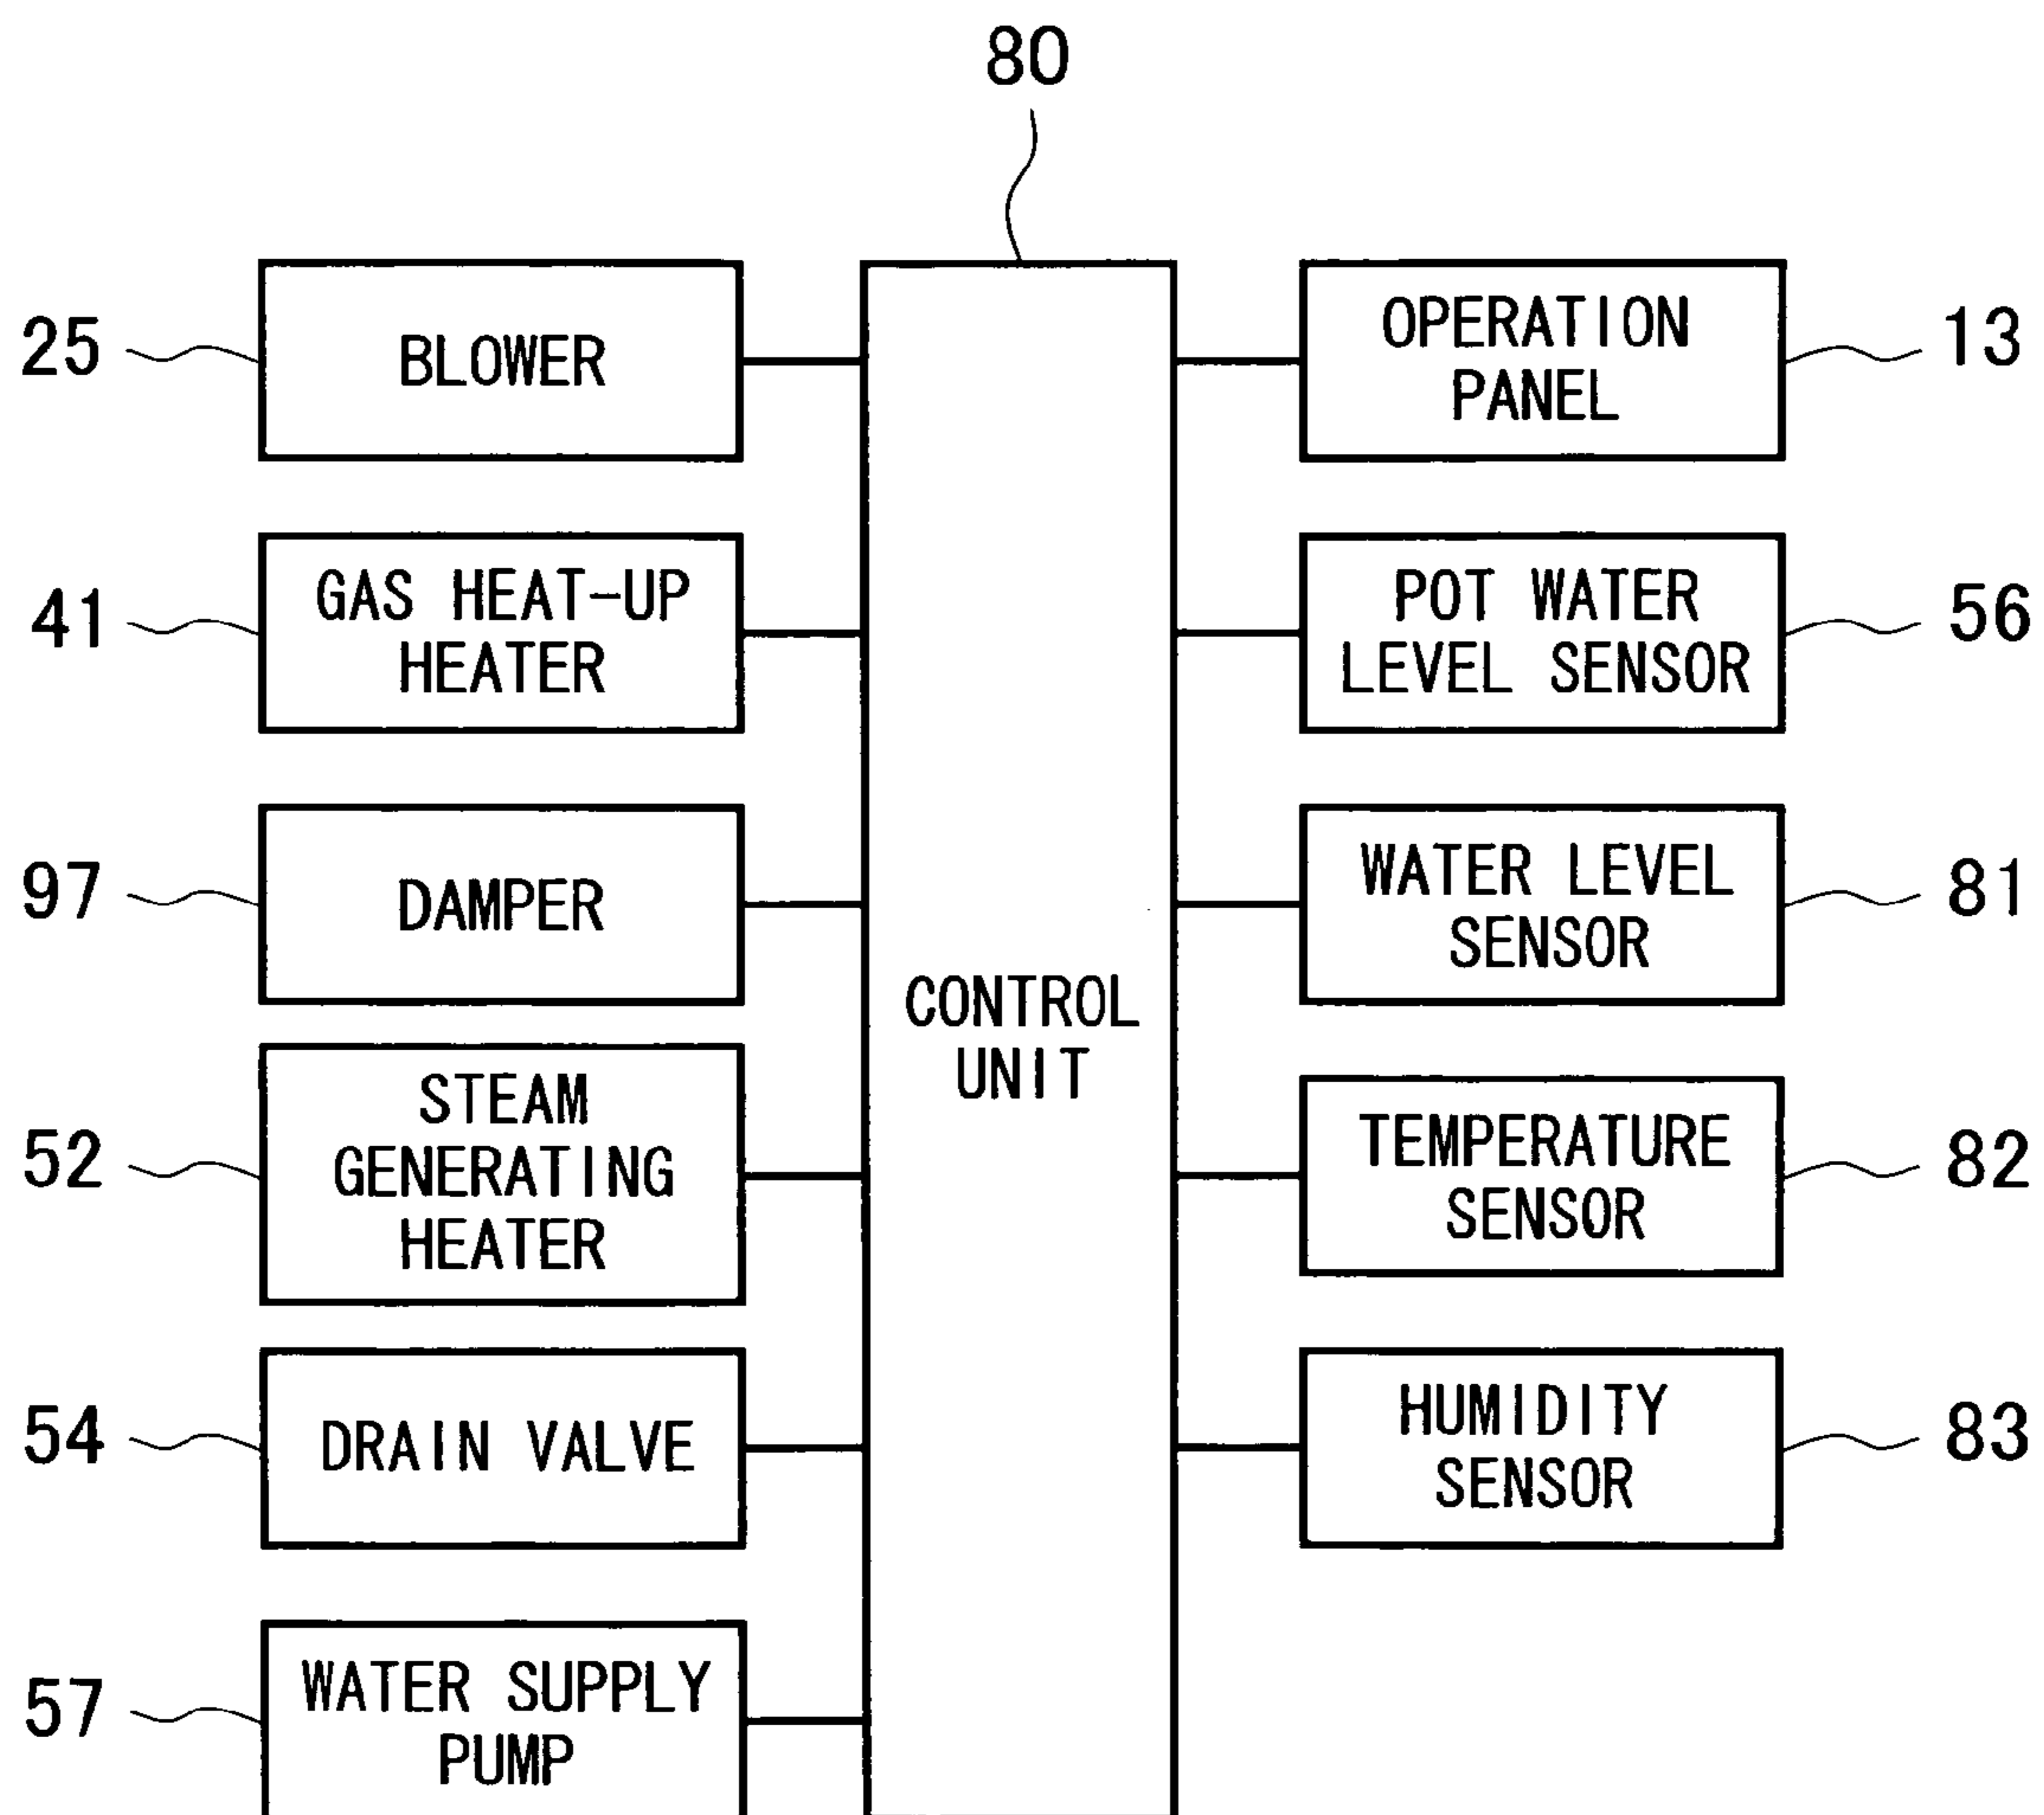 80
25
BLOWER
OPERATION
PANEL
13
41
GAS HEAT-UP
HEATER
POT WATER
LEVEL SENSOR
56
97
DAMPER
WATER LEVEL
SENSOR
81
CONTROL
UNIT
52
STEAM
GENERATING
HEATER
TEMPERATURE
SENSOR
82
54
DRAIN VALVE
HUMIDITY
SENSOR
83
57
WATER SUPPLY
PUMP